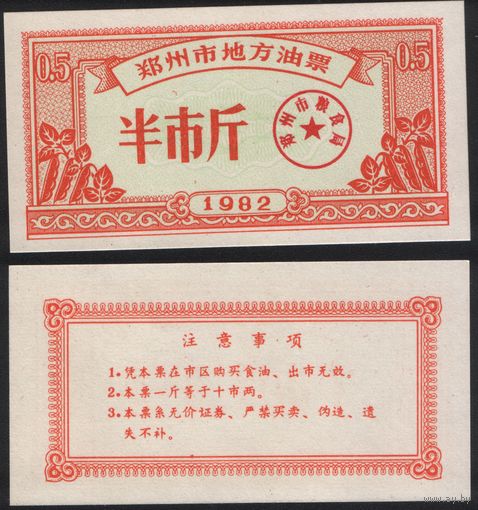 郑州市地方油票
0.5
0.5
半市斤
郑州市粮食局
1982
注意事项
1.凭本票在市区购买食油、出市无效。
2.本票一斤等于十市两。
3.本票系无价证券、严禁买卖、伪造、遗
失不补。
www.ay.by